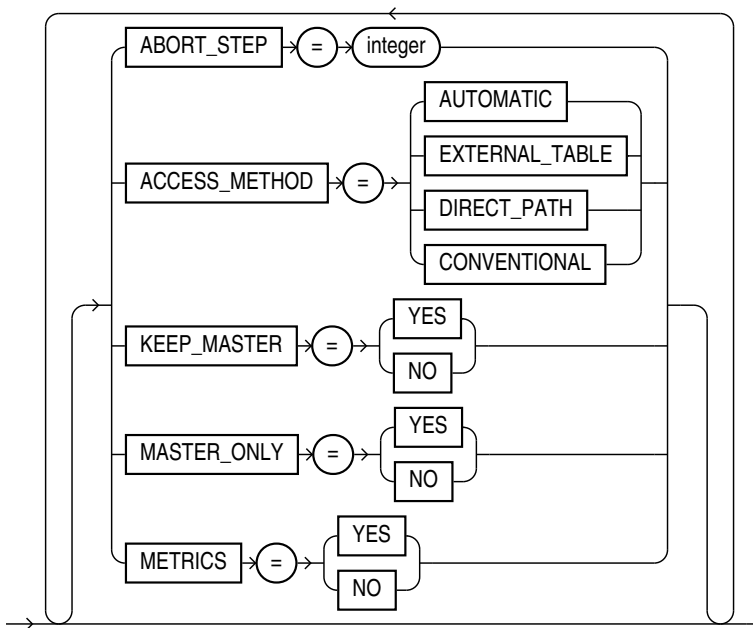 ABORT_STEP = integer
ACCESS_METHOD = AUTOMATIC
EXTERNAL_TABLE
DIRECT_PATH
CONVENTIONAL
KEEP_MASTER = YES
NO
MASTER_ONLY = YES
NO
METRICS = YES
NO